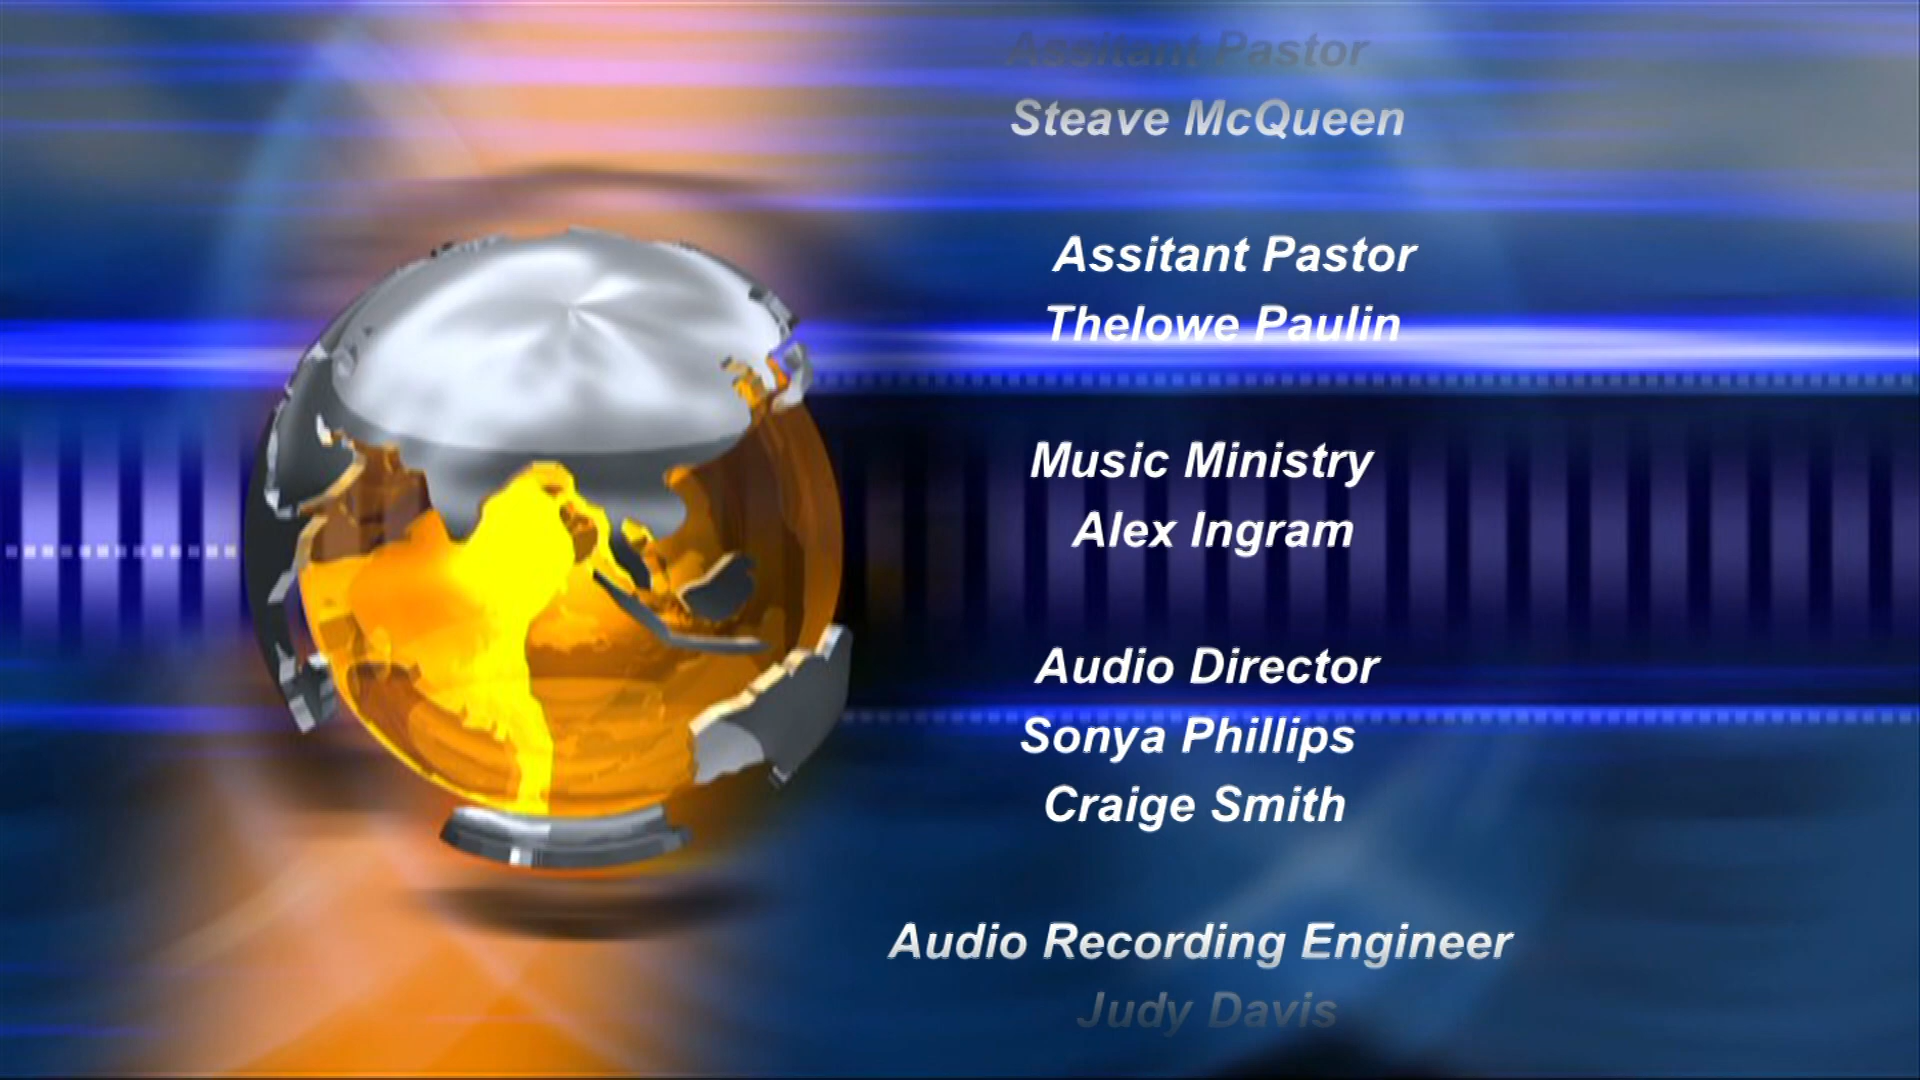 Assitant Pastor
Steave McQueen
Assitant Pastor
Thelowe Paulin
Music Ministry
Alex Ingram
Audio Director
Sonya Phillips
Craige Smith
Audio Recording Engineer
Judy Davis